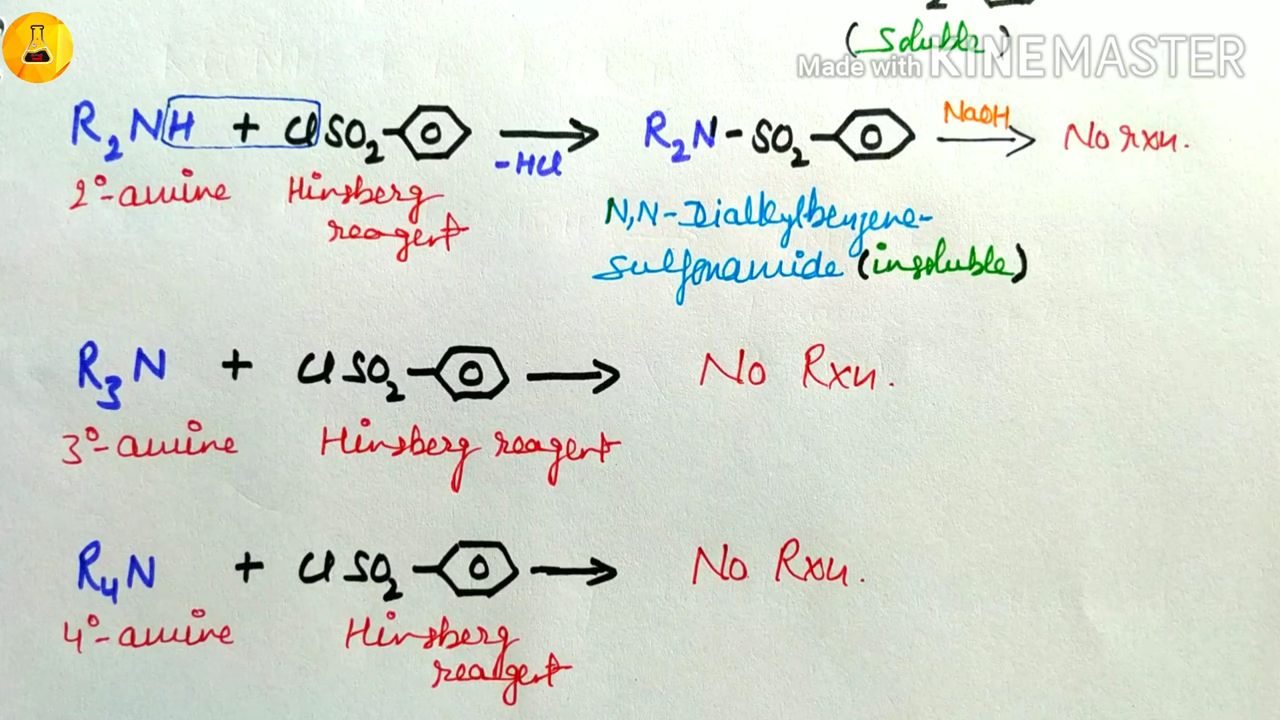 (Soluble)
Made with KINEMASTER
R₂NH + ClSO₂- → -HCl R₂N-SO₂- NaOH → No rxn.
2°-amine Hinsberg reagent
N,N-Dialkylbenzene-
sulfonamide (insoluble)
R₃N + ClSO₂- → No Rxn.
3°-amine Hinsberg reagent
R₄N + ClSO₂- → No Rxn.
4°-amine Hinsberg
reagent